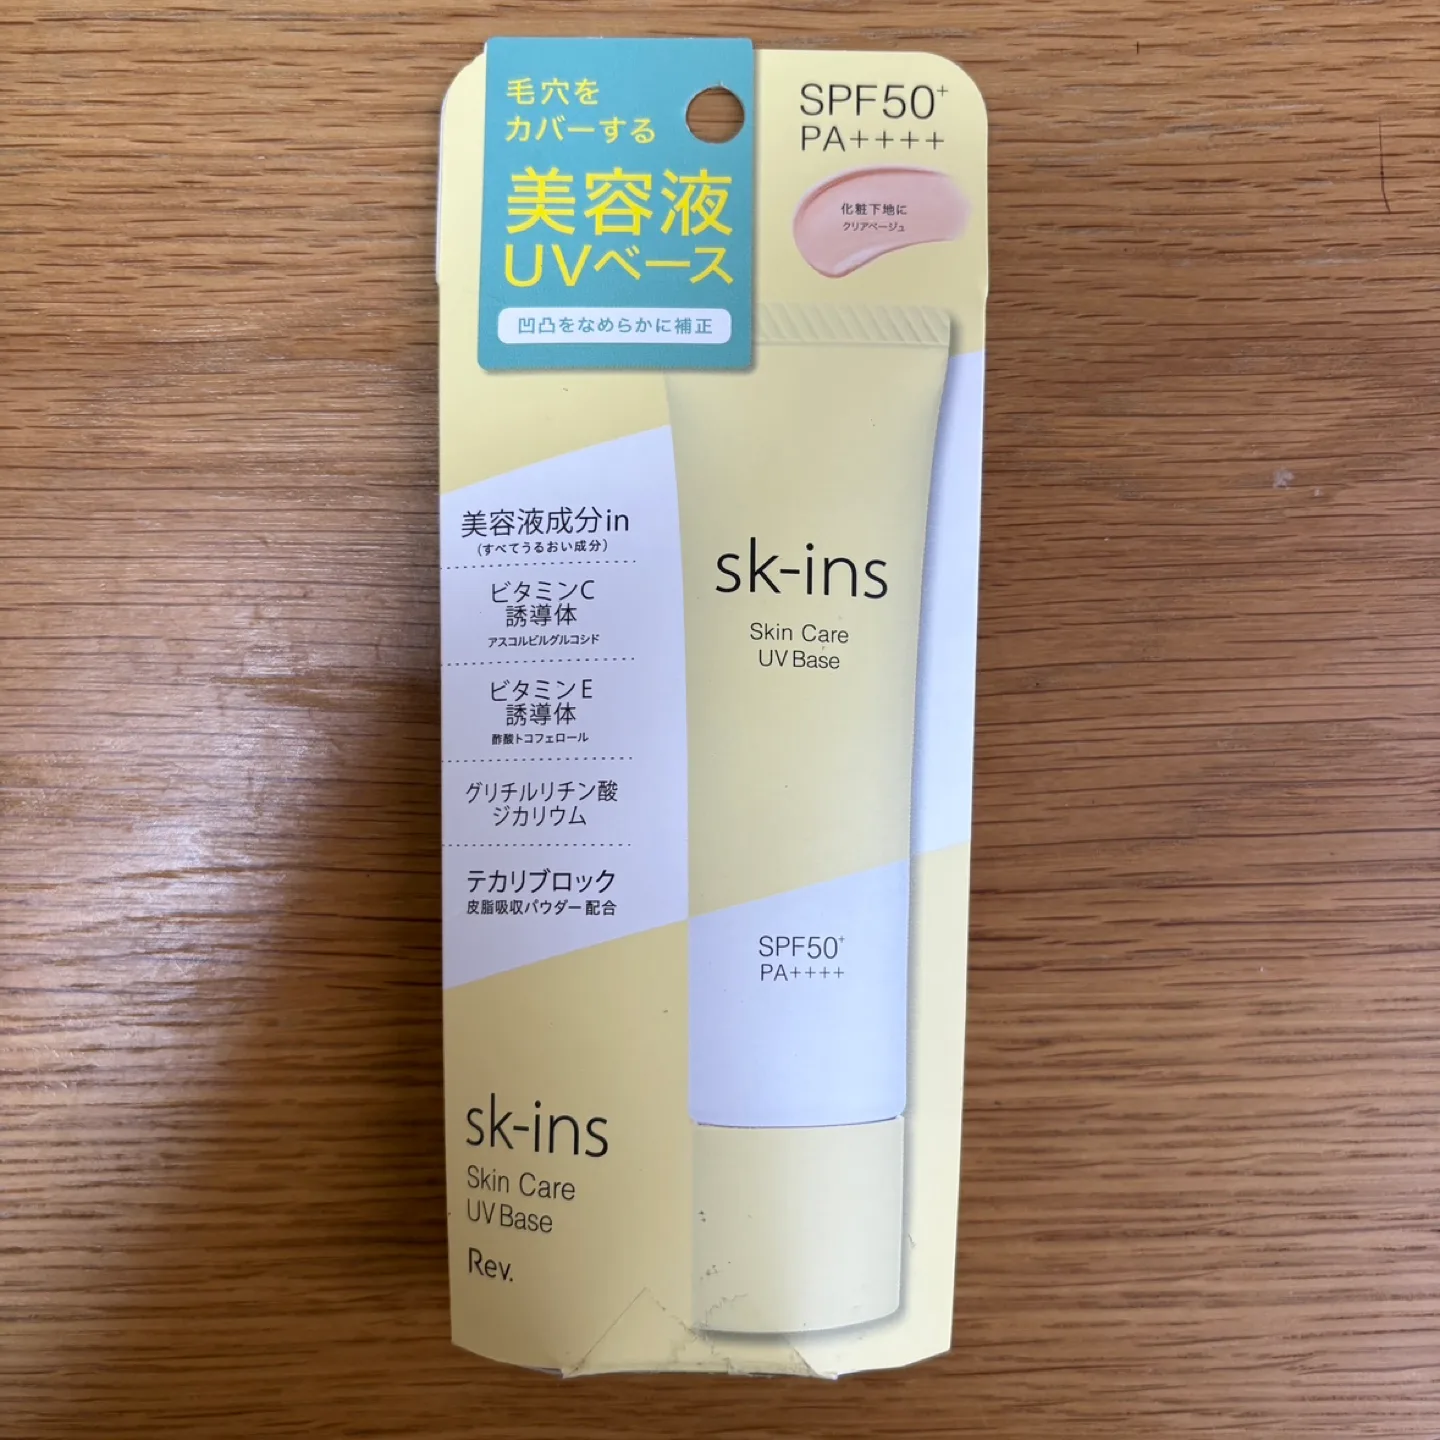 毛穴を
カバーする
美容液
UVベース
凹凸をなめらかに補正
SPF50+
PA++++
化粧下地に
クリアベージュ
美容液成分in
(すべてうるおい成分)
ビタミンC
誘導体
アスコルビルグルコシド
ビタミンE
誘導体
酢酸トコフェロール
グリチルリチン酸
ジカリウム
テカリブロック
皮脂吸収パウダー配合
sk-ins
Skin Care
UV Base
SPF50+
PA++++
sk-ins
Skin Care
UV Base
Rev.